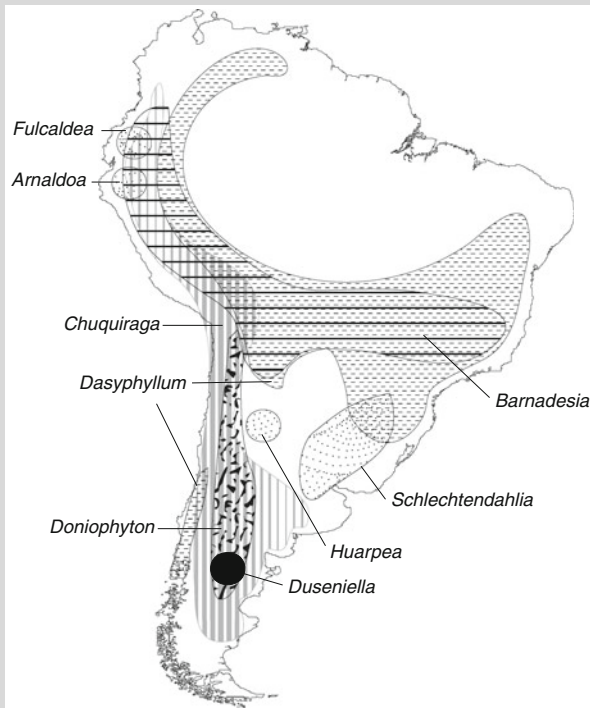 Fulcaldea
Arnaldoa
Chuquiraga
Dasyphyllum
Barnadesia
Schlechtendahlia
Doniophyton
Huarpea
Duseniella